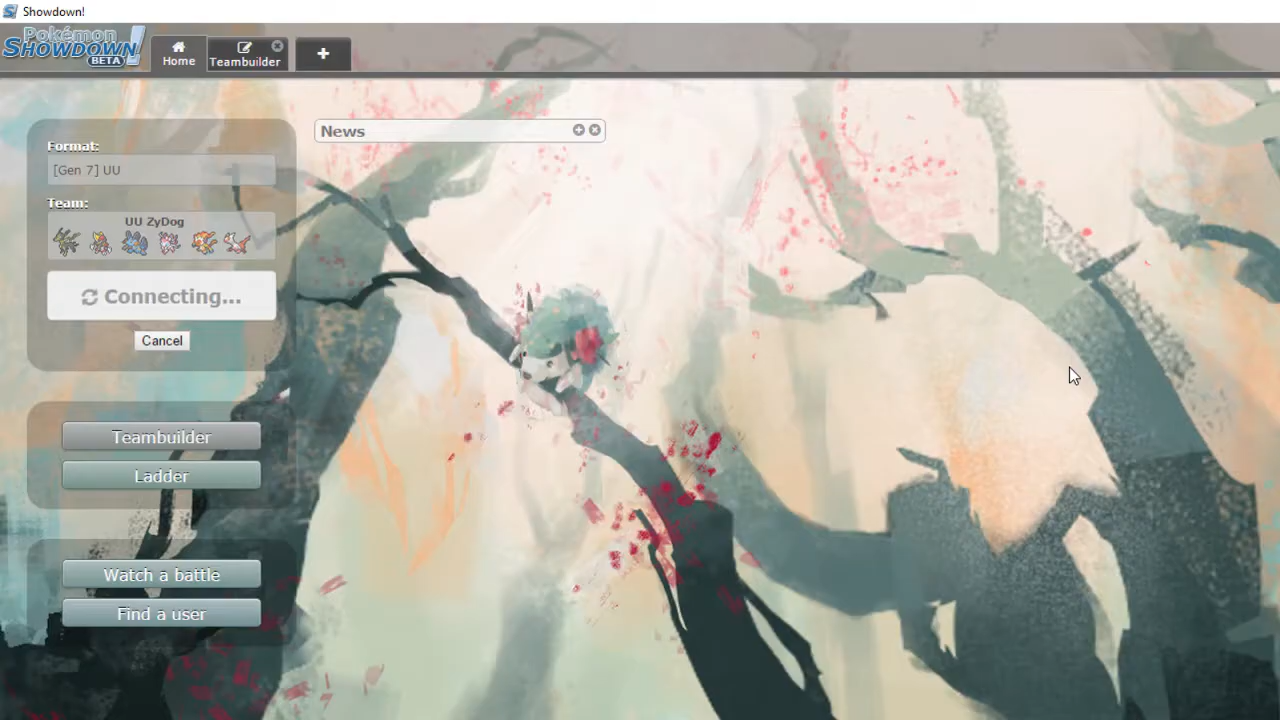 Showdown!
Pokémon
SHOWDOWN!
BETA
Home
Teambuilder
Format:
[Gen 7] UU
Team:
UU ZyDog
Connecting...
Cancel
Teambuilder
Ladder
Watch a battle
Find a user
News